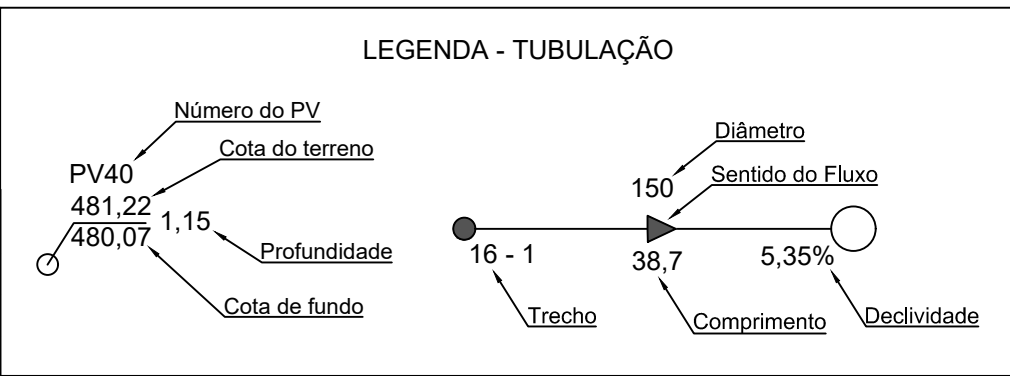 LEGENDA - TUBULAÇÃO
Número do PV
Cota do terreno
PV40
481,22
480,07
1,15
Profundidade
Cota de fundo
Diâmetro
150
Sentido do Fluxo
16 - 1
38,7
5,35%
Trecho
Comprimento
Declividade